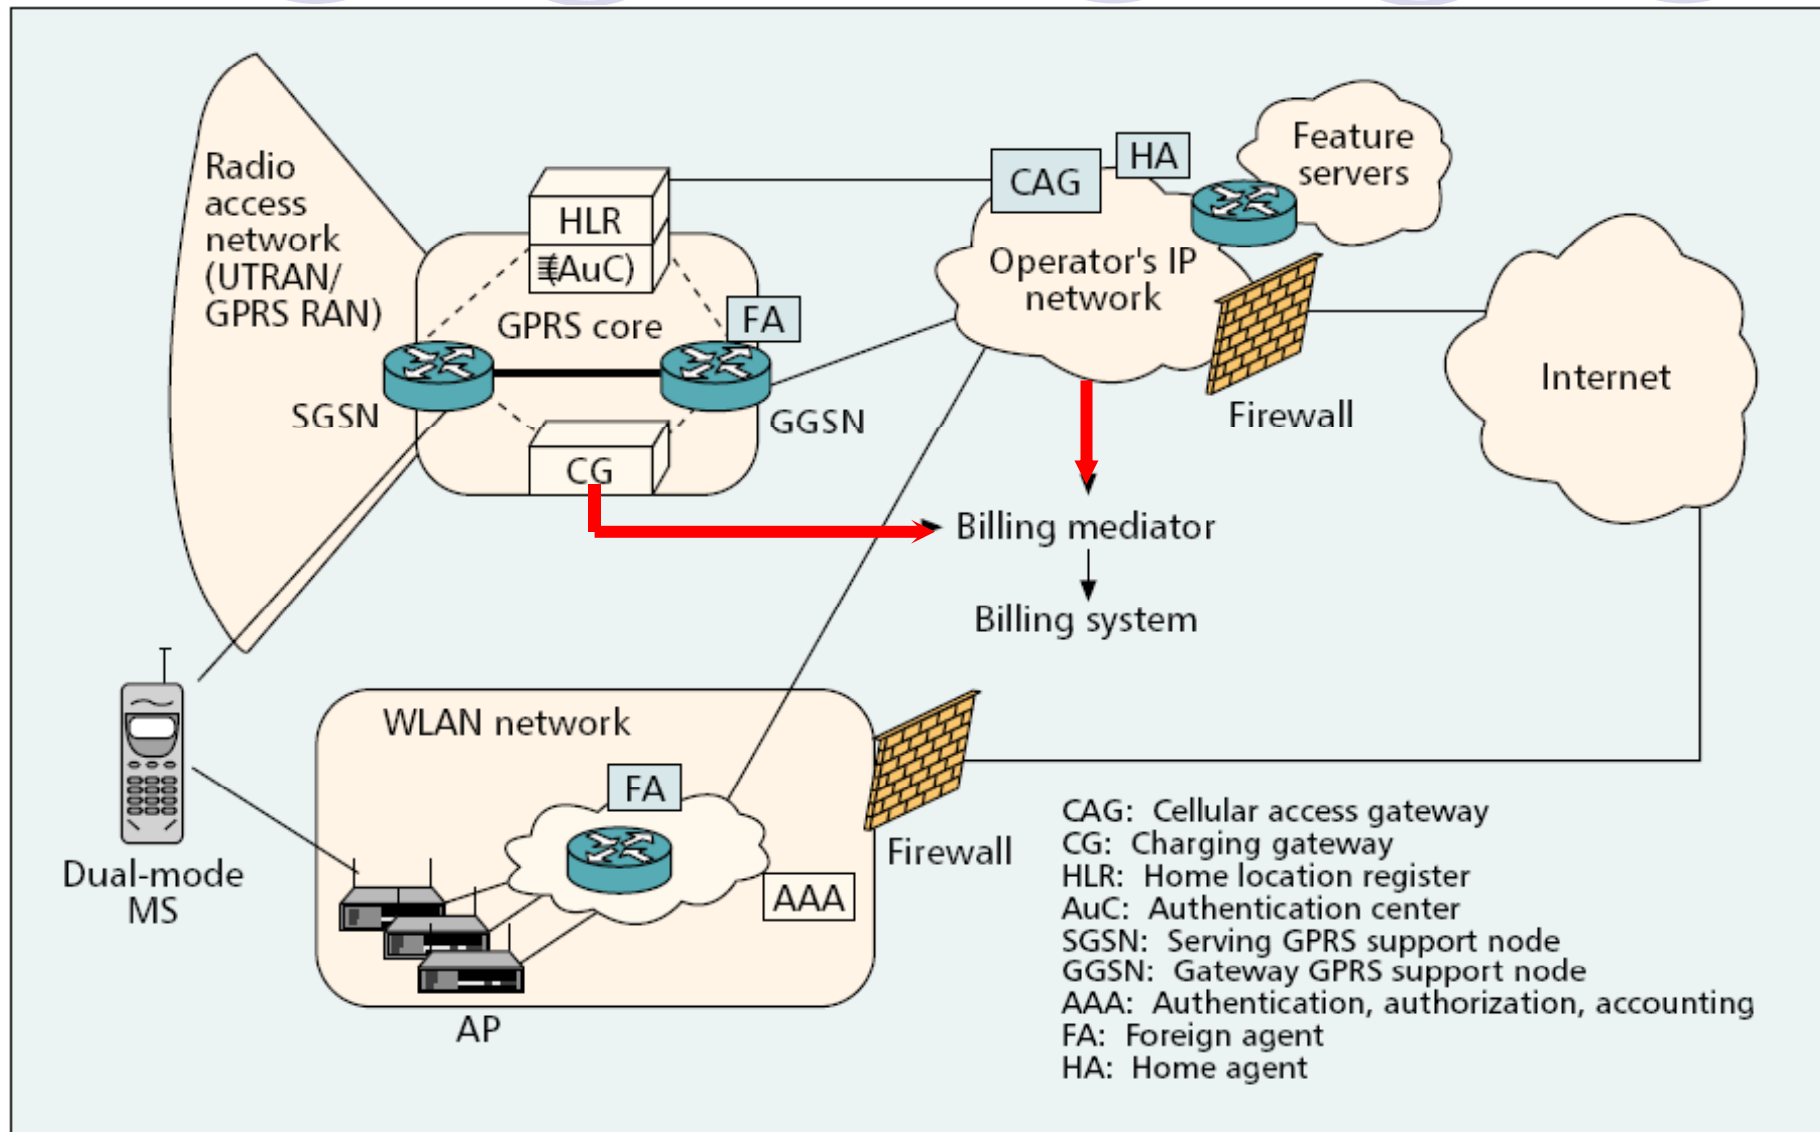 Radio
access
network
(UTRAN/
GPRS RAN)
HLR
(AuC)
GPRS core
FA
SGSN
GGSN
CG
CAG
HA
Feature
servers
Operator's IP
network
Firewall
Internet
Billing mediator
Billing system
Dual-mode
MS
WLAN network
FA
AAA
AP
Firewall
CAG: Cellular access gateway
CG: Charging gateway
HLR: Home location register
AuC: Authentication center
SGSN: Serving GPRS support node
GGSN: Gateway GPRS support node
AAA: Authentication, authorization, accounting
FA: Foreign agent
HA: Home agent